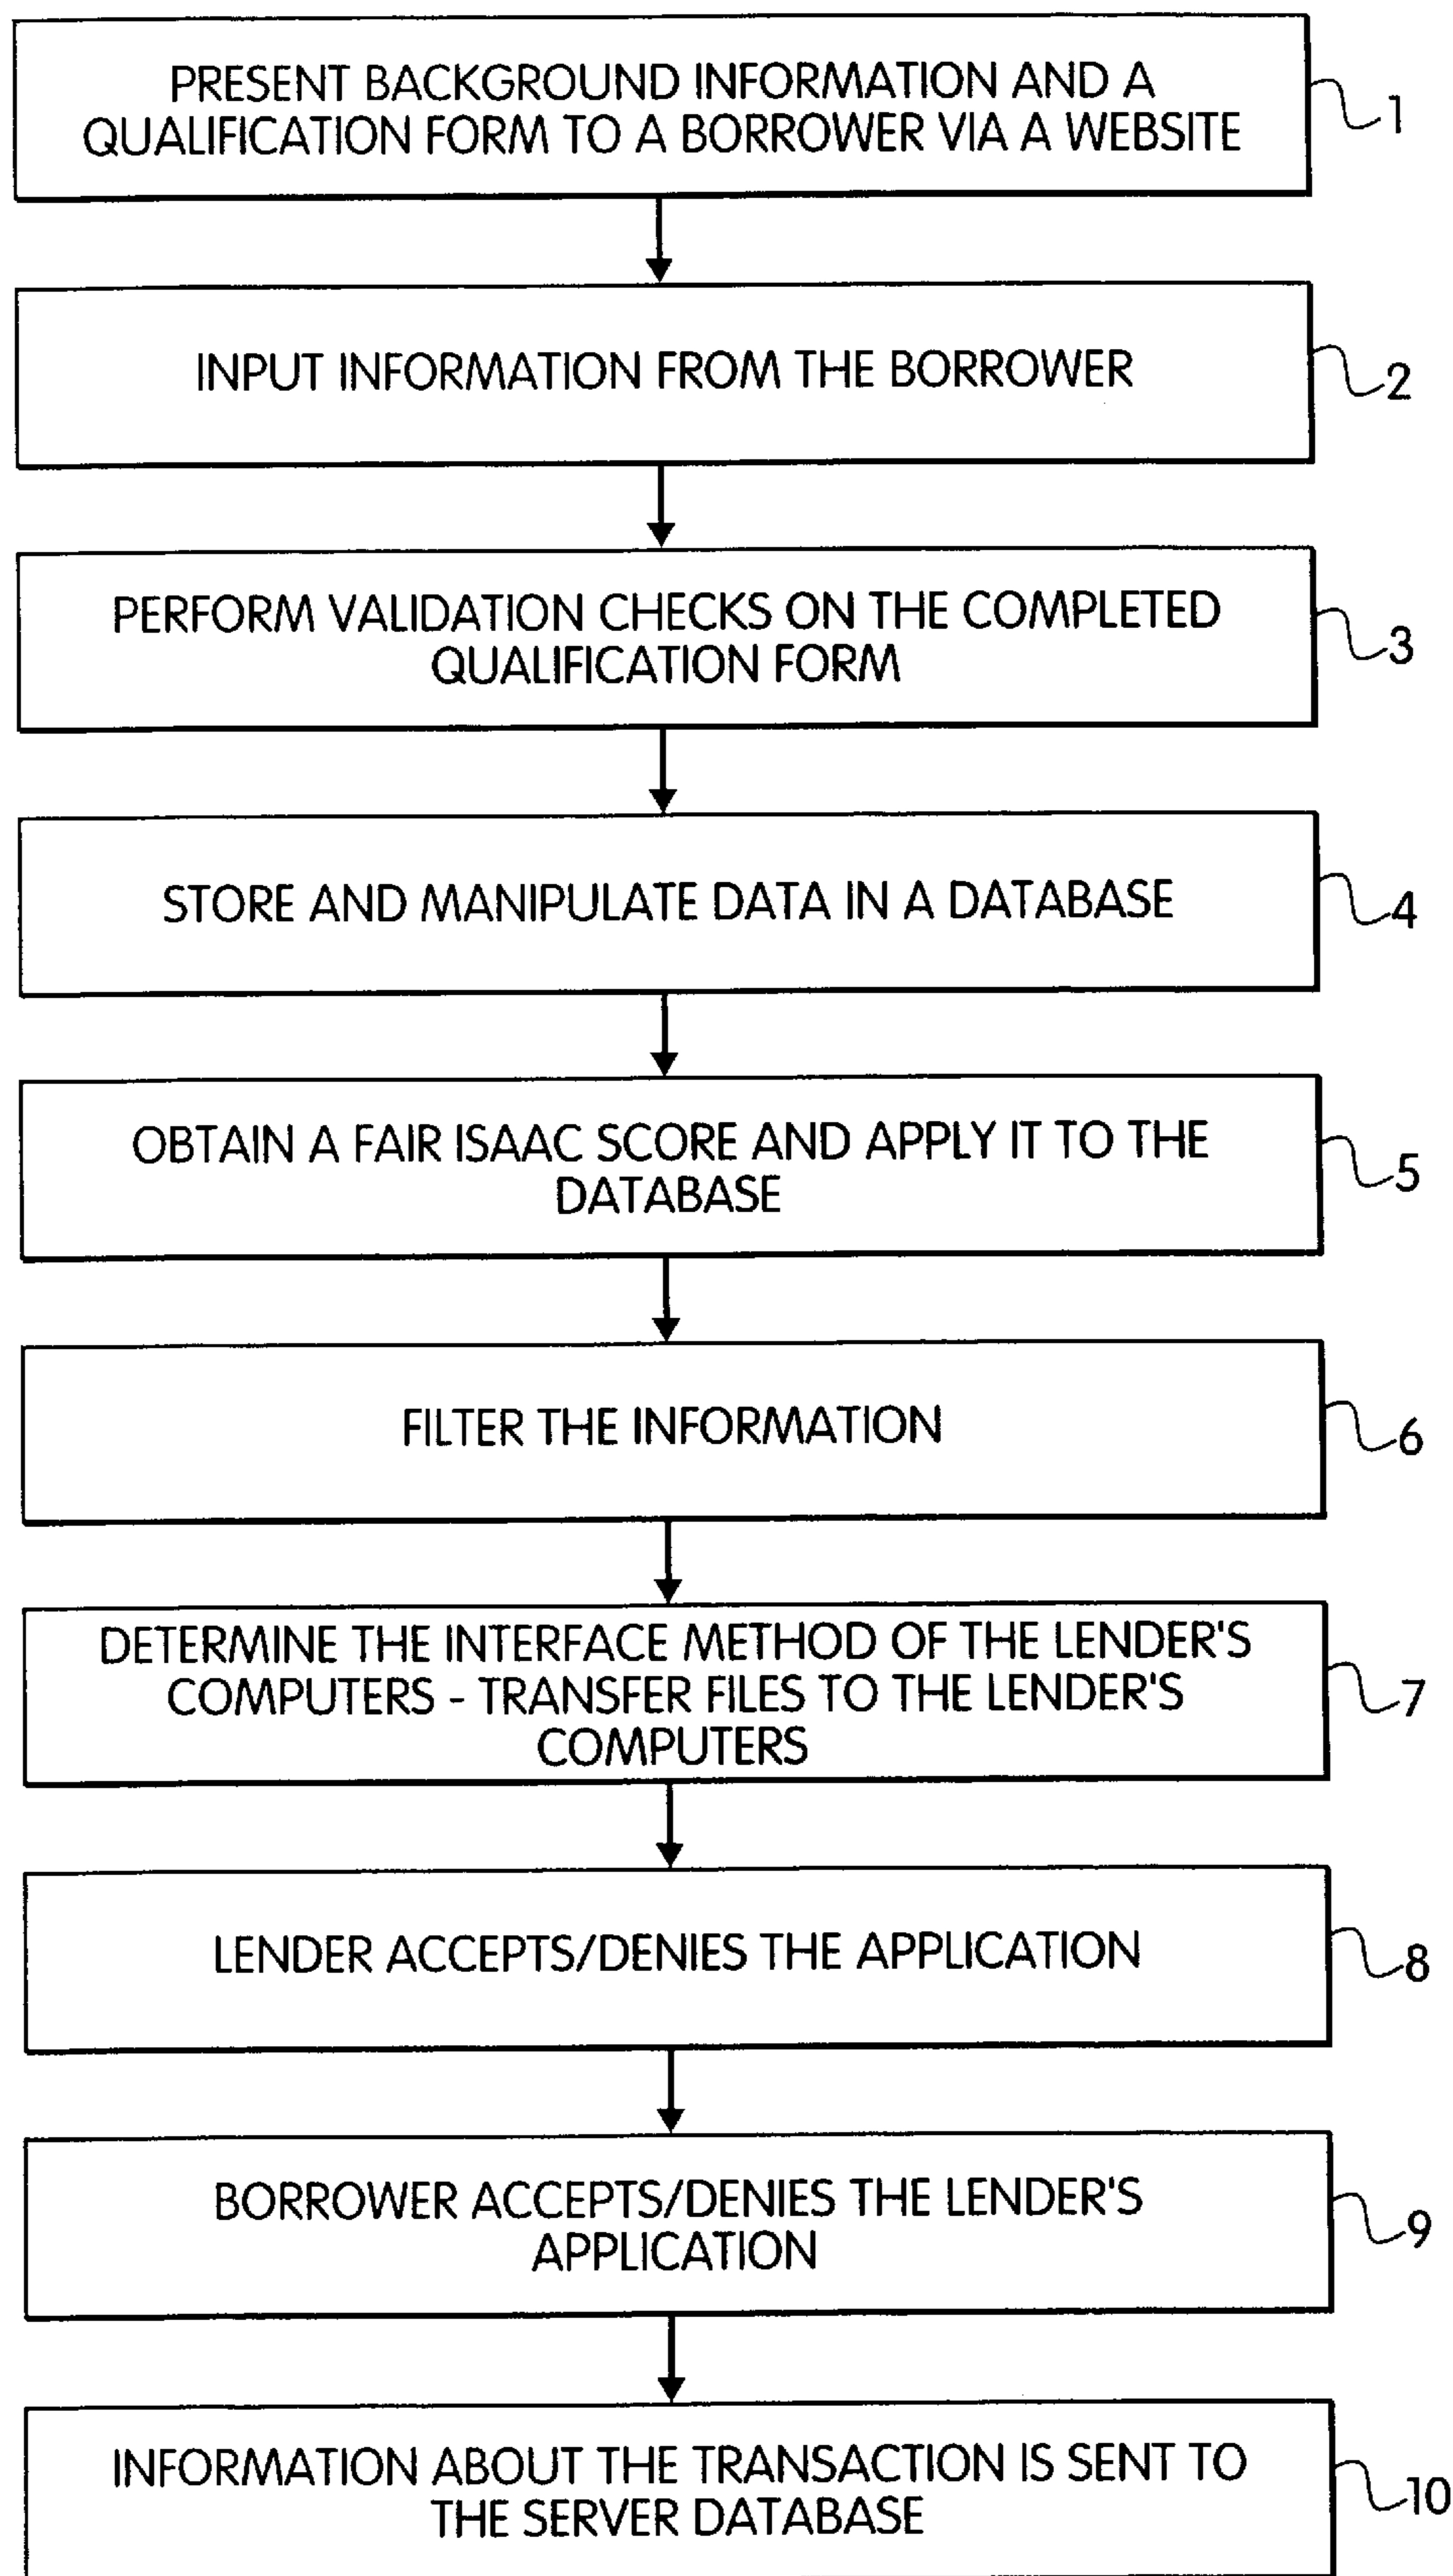 PRESENT BACKGROUND INFORMATION AND A
QUALIFICATION FORM TO A BORROWER VIA A WEBSITE
1
INPUT INFORMATION FROM THE BORROWER
2
PERFORM VALIDATION CHECKS ON THE COMPLETED
QUALIFICATION FORM
3
STORE AND MANIPULATE DATA IN A DATABASE
4
OBTAIN A FAIR ISAAC SCORE AND APPLY IT TO THE
DATABASE
5
FILTER THE INFORMATION
6
DETERMINE THE INTERFACE METHOD OF THE LENDER'S
COMPUTERS - TRANSFER FILES TO THE LENDER'S
COMPUTERS
7
LENDER ACCEPTS/DENIES THE APPLICATION
8
BORROWER ACCEPTS/DENIES THE LENDER'S
APPLICATION
9
INFORMATION ABOUT THE TRANSACTION IS SENT TO
THE SERVER DATABASE
10